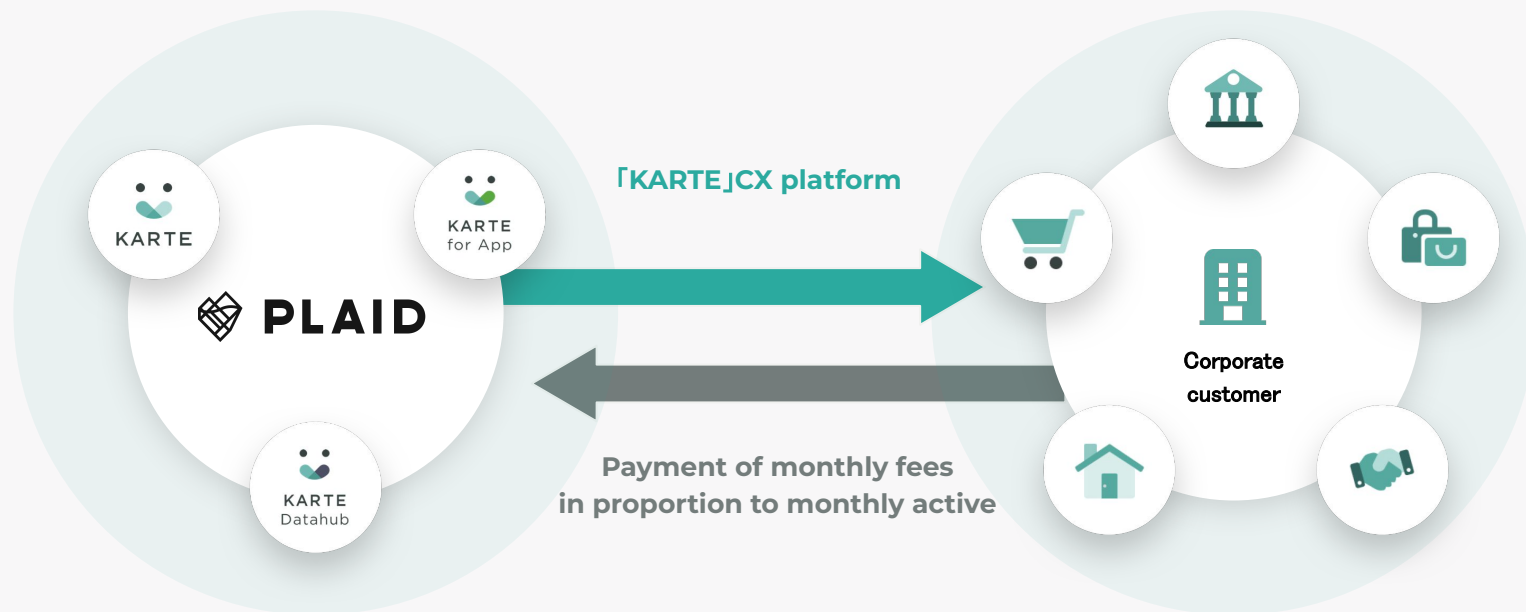 KARTE
KARTE
for App
PLAID
KARTE
Datahub
「KARTE」CX platform
Payment of monthly fees
in proportion to monthly active
Corporate
customer